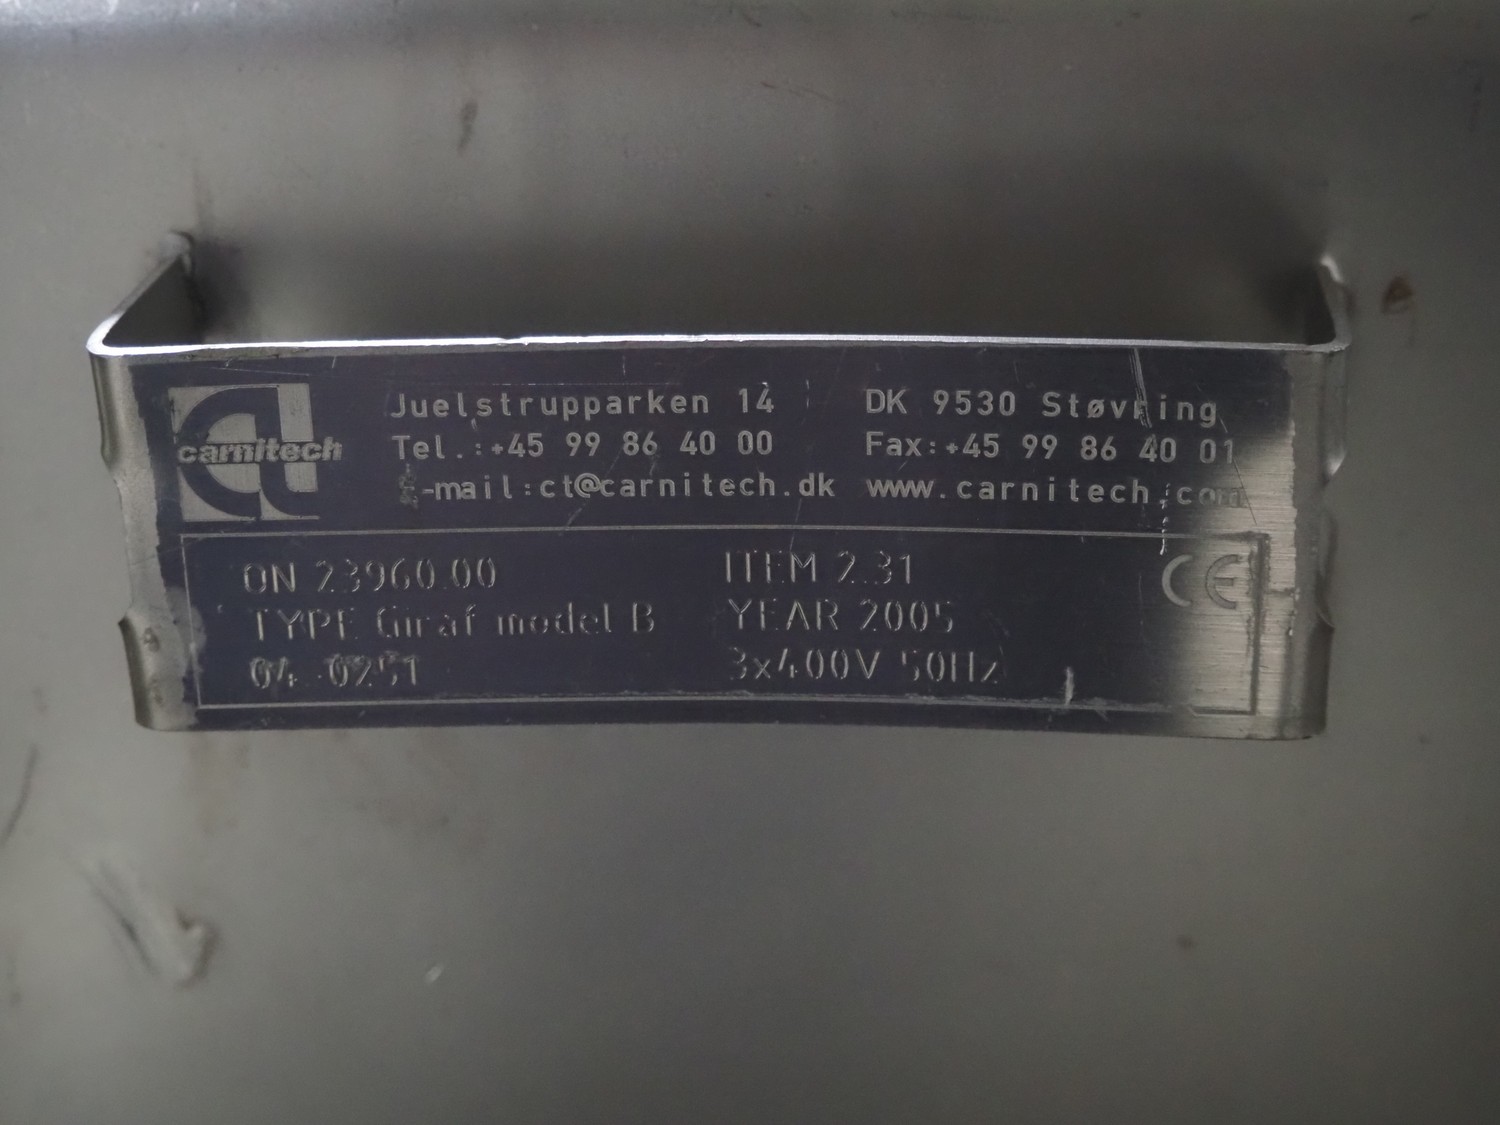 carnitech
Juelstrupparken 14 DK 9530 Støvring
Tel.:+45 99 86 40 00 Fax:+45 99 86 40 01
E-mail:ct@carnitech.dk www.carnitech.com
ON 23960.00 ITEM 2.31 CE
TYPE Giraf model B YEAR 2005
04-0251 3x400V 50Hz